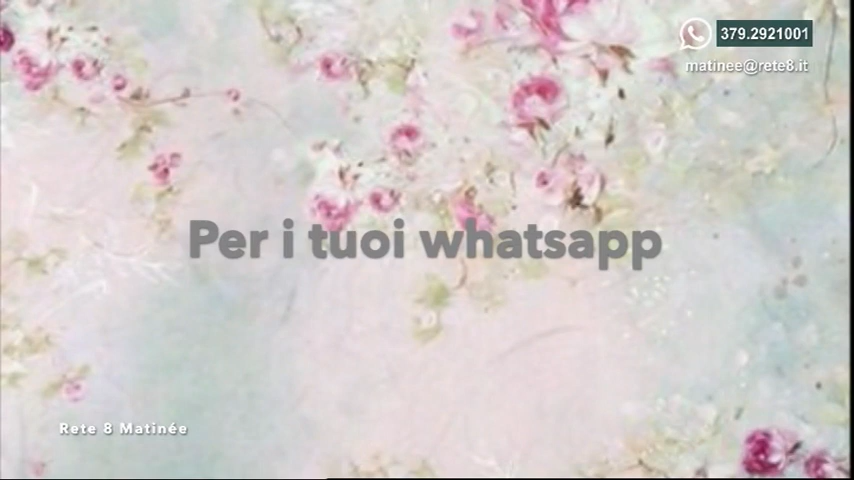 379.2921001
matinee@rete8.it
Per i tuoi whatsapp
Rete 8 Matinée